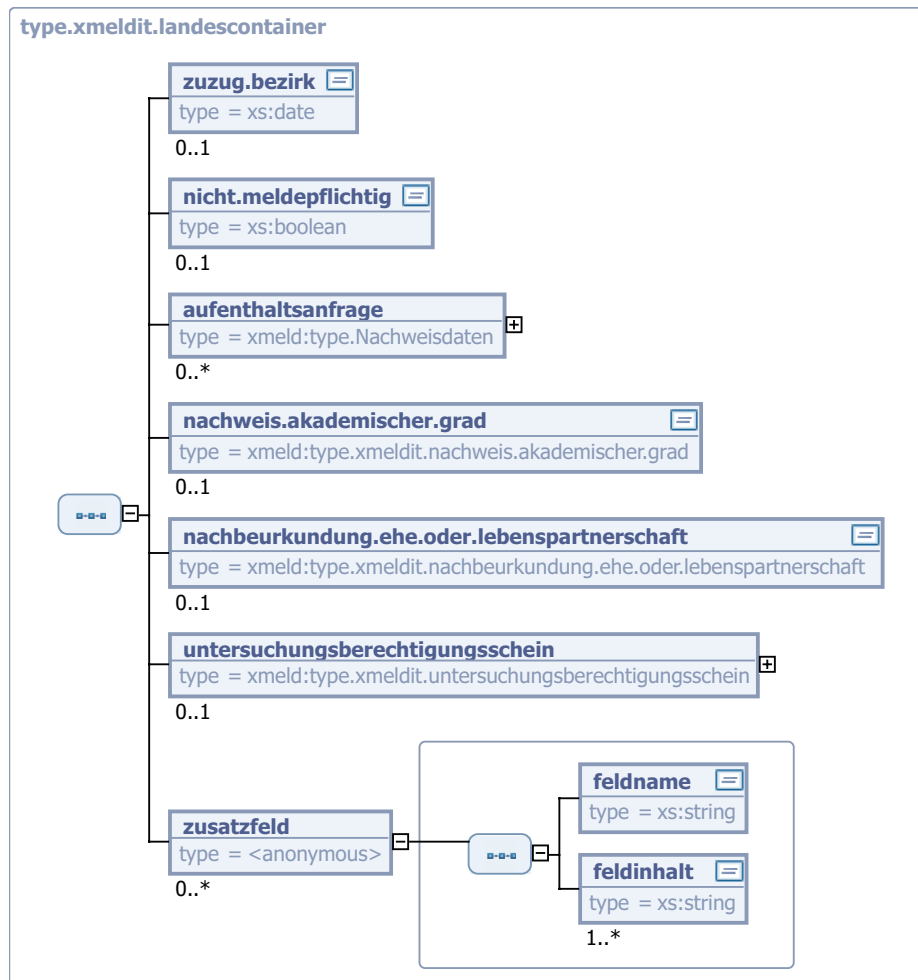 type.xmeldit.landescontainer
zuzug.bezirk
type = xs:date
0..1
nicht.meldepflichtig
type = xs:boolean
0..1
aufenthaltsanfrage
type = xmeld:type.Nachweisdaten
0..*
nachweis.akademischer.grad
type = xmeld:type.xmeldit.nachweis.akademischer.grad
0..1
nachbeurkundung.ehe.oder.lebenspartnerschaft
type = xmeld:type.xmeldit.nachbeurkundung.ehe.oder.lebenspartnerschaft
0..1
untersuchungsberechtigungsschein
type = xmeld:type.xmeldit.untersuchungsberechtigungsschein
0..1
zusatzfeld
type = <anonymous>
0..*
feldname
type = xs:string
feldinhalt
type = xs:string
1..*